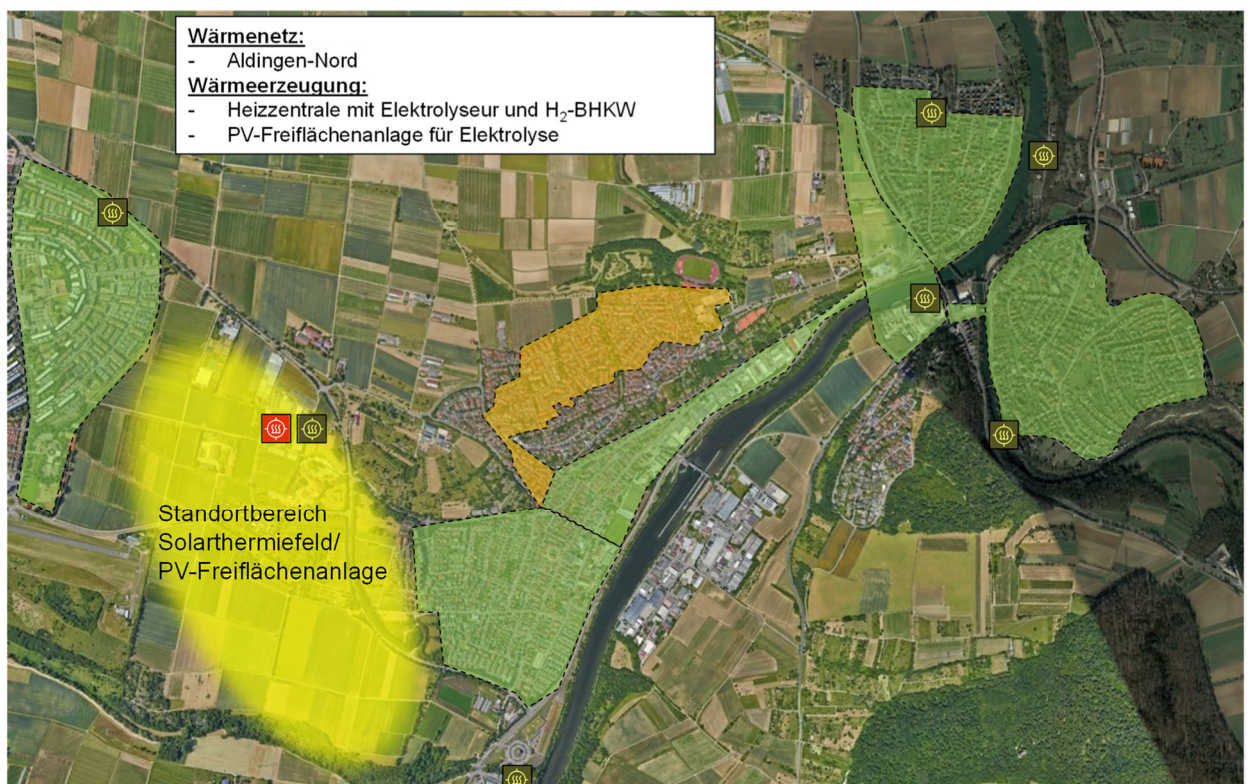 Wärmenetz:
- Aldingen-Nord
Wärmeerzeugung:
- Heizzentrale mit Elektrolyseur und H₂-BHKW
- PV-Freiflächenanlage für Elektrolyse
Standortbereich
Solarthermiefeld/
PV-Freiflächenanlage